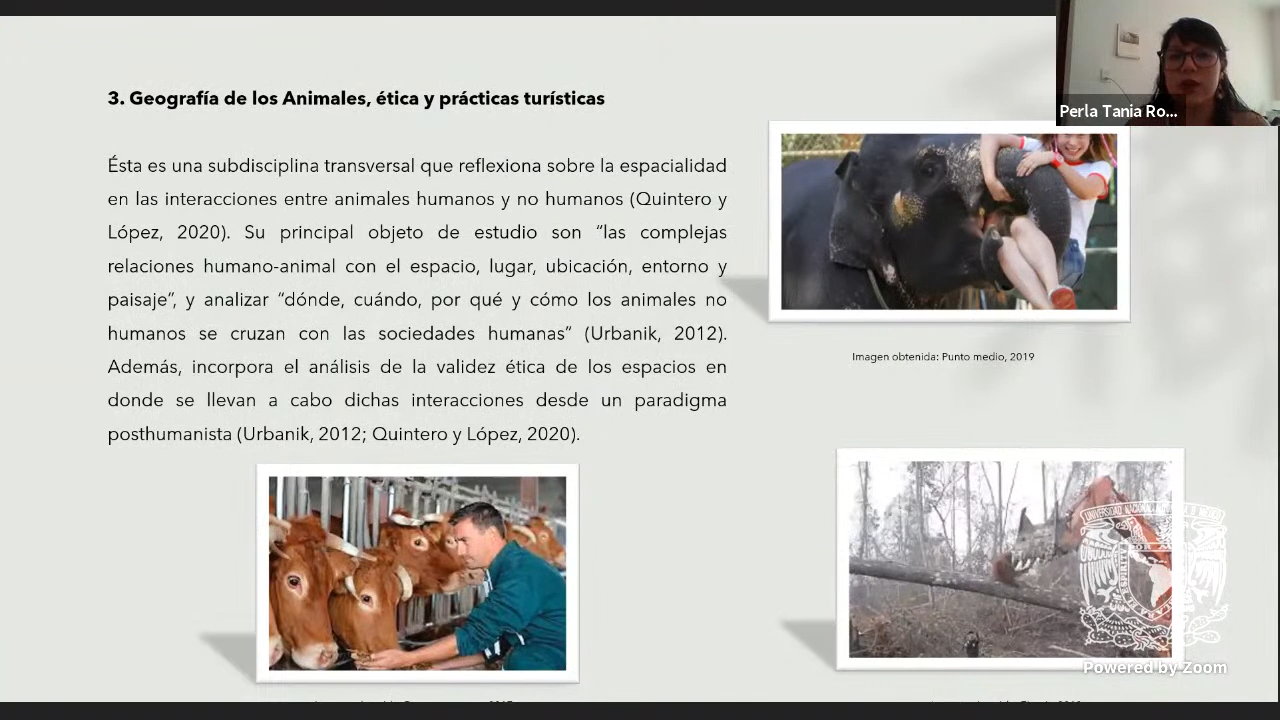 3. Geografía de los Animales, ética y prácticas turísticas
Ésta es una subdisciplina transversal que reflexiona sobre la espacialidad
en las interacciones entre animales humanos y no humanos (Quintero y
López, 2020). Su principal objeto de estudio son “las complejas
relaciones humano-animal con el espacio, lugar, ubicación, entorno y
paisaje”, y analizar “dónde, cuándo, por qué y cómo los animales no
humanos se cruzan con las sociedades humanas” (Urbanik, 2012).
Además, incorpora el análisis de la validez ética de los espacios en
donde se llevan a cabo dichas interacciones desde un paradigma
posthumanista (Urbanik, 2012; Quintero y López, 2020).
Perla Tania Ro...
Imagen obtenida: Punto medio, 2019
Powered by Zoom